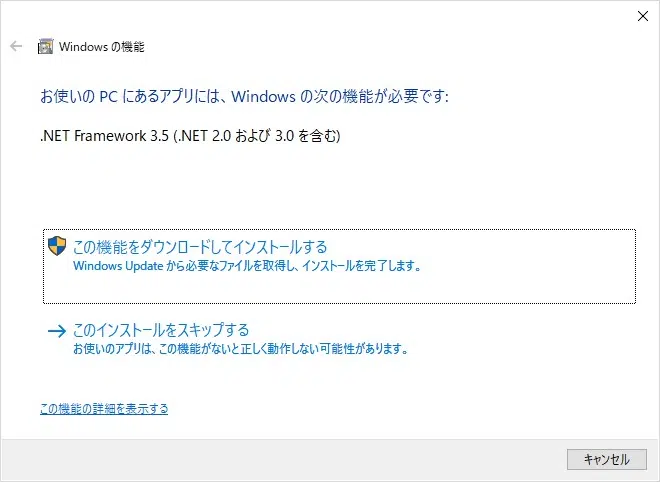 Windows の機能
お使いの PC にあるアプリには、Windows の次の機能が必要です:
.NET Framework 3.5 (.NET 2.0 および 3.0 を含む)
この機能をダウンロードしてインストールする
Windows Update から必要なファイルを取得し、インストールを完了します。
このインストールをスキップする
お使いのアプリは、この機能がないと正しく動作しない可能性があります。
この機能の詳細を表示する
キャンセル